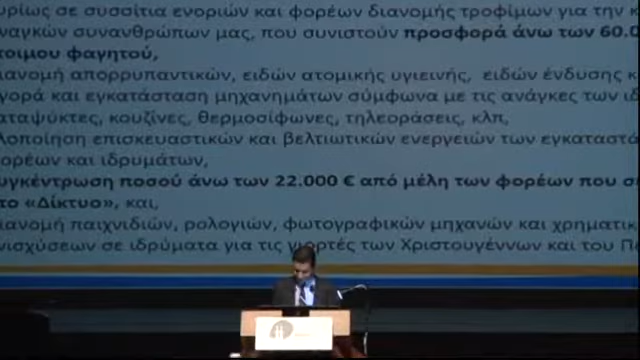 υρίως σε συσσίτια ενοριών και φορέων διανομής τροφίμων για την κ
ναγκών συνανθρώπων μας, που συνιστούν προσφορά άνω των 60.0
τοιμου φαγητού,
ιανομή απορρυπαντικών, ειδών ατομικής υγιεινής, ειδών ένδυσης κ
γορά και εγκατάσταση μηχανημάτων σύμφωνα με τις ανάγκες των ιδ
αταψύκτες, κουζίνες, θερμοσίφωνες, τηλεοράσεις, κλπ,
λοποίηση επισκευαστικών και βελτιωτικών ενεργειών των εγκαταστά
ορέων και ιδρυμάτων,
υγκέντρωση ποσού άνω των 22.000 € από μέλη των φορέων που σ
το «Δίκτυο», και,
ιανομή παιχνιδιών, ρολογιών, φωτογραφικών μηχανών και χρηματικ
νισχύσεων σε ιδρύματα για τις γιορτές των Χριστουγέννων και του Π